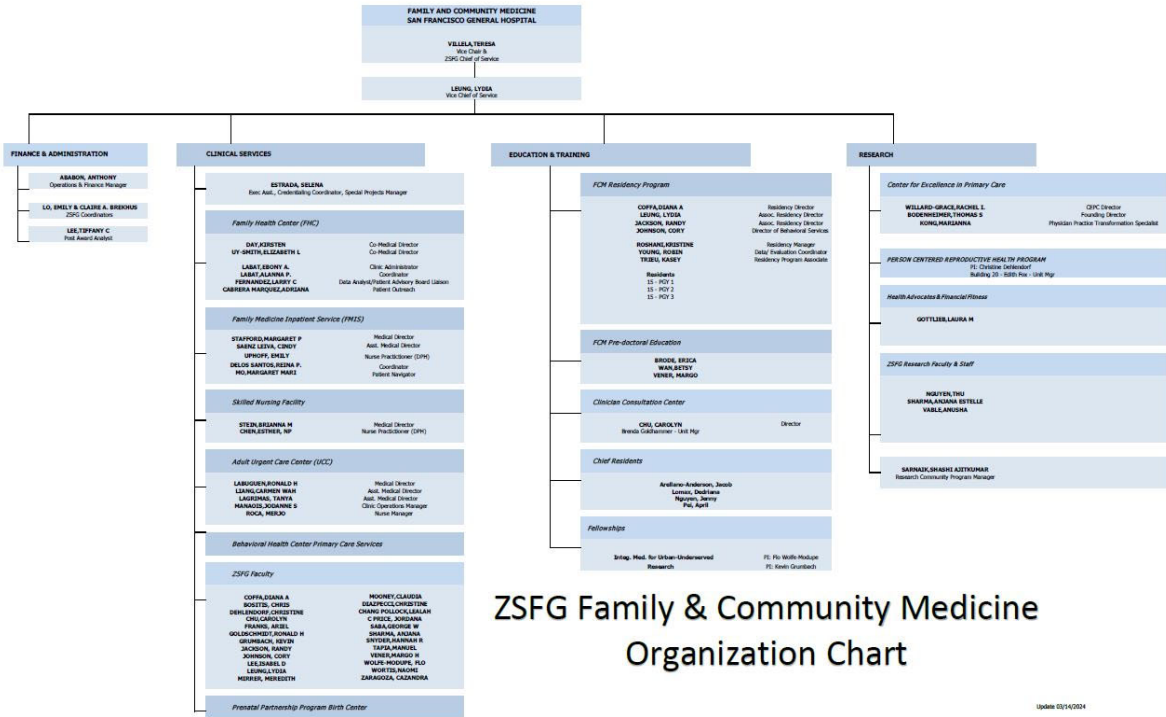 FAMILY AND COMMUNITY MEDICINE
SAN FRANCISCO GENERAL HOSPITAL
VILLELA,TERESA
Vice Chair &
ZSFG Chief of Service
LEUNG, LYDIA
Vice Chief of Service
FINANCE & ADMINISTRATION
ABABON, ANTHONY
Operations & Finance Manager
LO, EMILY & CLAIRE A. BREKHUS
ZSFG Coordinators
LEE,TIFFANY C
Post Award Analyst
CLINICAL SERVICES
ESTRADA, SELENA
Exec Asst., Credentialing Coordinator, Special Projects Manager
Family Health Center (FHC)
DAY,KIRSTEN Co-Medical Director
UY-SMITH,ELIZABETH L Co-Medical Director
LABAT,EBONY A. Clinic Administrator
LABAT,ALANNA P. Coordinator
FERNANDEZ,LARRY C Data Analyst/Patient Advisory Board Liaison
CABRERA MARQUEZ,ADRIANA Patient Outreach
Family Medicine Inpatient Service (FMIS)
STAFFORD,MARGARET P Medical Director
SAENZ LEIVA, CINDY Asst. Medical Director
UPHOFF, EMILY Nurse Practictioner (DPH)
DELOS SANTOS,REINA P. Coordinator
MO,MARGARET MARI Patient Navigator
Skilled Nursing Facility
STEIN,BRIANNA M Medical Director
CHEN,ESTHER, NP Nurse Practictioner (DPH)
Adult Urgent Care Center (UCC)
LABUGUEN,RONALD H Medical Director
LIANG,CARMEN WAH Asst. Medical Director
LAGRIMAS, TANYA Asst. Medical Director
MANAOIS,JODANNE S Clinic Operations Manager
ROCA, MERJO Nurse Manager
Behavioral Health Center Primary Care Services
ZSFG Faculty
COFFA,DIANA A MOONEY,CLAUDIA
BOSITIS, CHRIS DIAZPECCI,CHRISTINE
DEHLENDORF,CHRISTINE CHANG POLLOCK,LEALAH
CHU,CAROLYN C PRICE, JORDANA
FRANKS, ARIEL SABA,GEORGE W
GOLDSCHMIDT,RONALD H SHARMA, ANJANA
GRUMBACH, KEVIN SNYDER,HANNAH R
JACKSON, RANDY TAPIA,MANUEL
JOHNSON, CORY VENER,MARGO H
LEE,ISABEL D WOLFE-MODUPE, FLO
LEUNG,LYDIA WORTIS,NAOMI
MIRRER, MEREDITH ZARAGOZA, CAZANDRA
Prenatal Partnership Program Birth Center
EDUCATION & TRAINING
FCM Residency Program
COFFA,DIANA A Residency Director
LEUNG, LYDIA Assoc. Residency Director
JACKSON, RANDY Assoc. Residency Director
JOHNSON, CORY Director of Behavioral Services
ROSHANI,KRISTINE Residency Manager
YOUNG, ROBIN Data/ Evaluation Coordinator
TRIEU, KASEY Residency Program Associate
Residents
15 - PGY 1
15 - PGY 2
15 - PGY 3
FCM Pre-doctoral Education
BRODE, ERICA
WAN,BETSY
VENER, MARGO
Clinician Consultation Center
CHU, CAROLYN Director
Brenda Goldhammer - Unit Mgr
Chief Residents
Arellano-Anderson, Jacob
Lomax, Dedriana
Nguyen, Jenny
Pai, April
Fellowships
Integ. Med. for Urban-Underserved PI: Flo Wolfe-Modupe
Research PI: Kevin Grumbach
RESEARCH
Center for Excellence in Primary Care
WILLARD-GRACE,RACHEL I. CEPC Director
BODENHEIMER,THOMAS S Founding Director
KONG,MARIANNA Physician Practice Transformation Specialist
PERSON CENTERED REPRODUCTIVE HEALTH PROGRAM
PI: Christine Dehlendorf
Building 20 - Edith Fox - Unit Mgr
Health Advocates & Financial Fitness
GOTTLIEB,LAURA M
ZSFG Research Faculty & Staff
NGUYEN,THU
SHARMA,ANJANA ESTELLE
VABLE,ANUSHA
SARNAIK,SHASHI AJITKUMAR
Research Community Program Manager
ZSFG Family & Community Medicine
Organization Chart
Update 03/14/2024